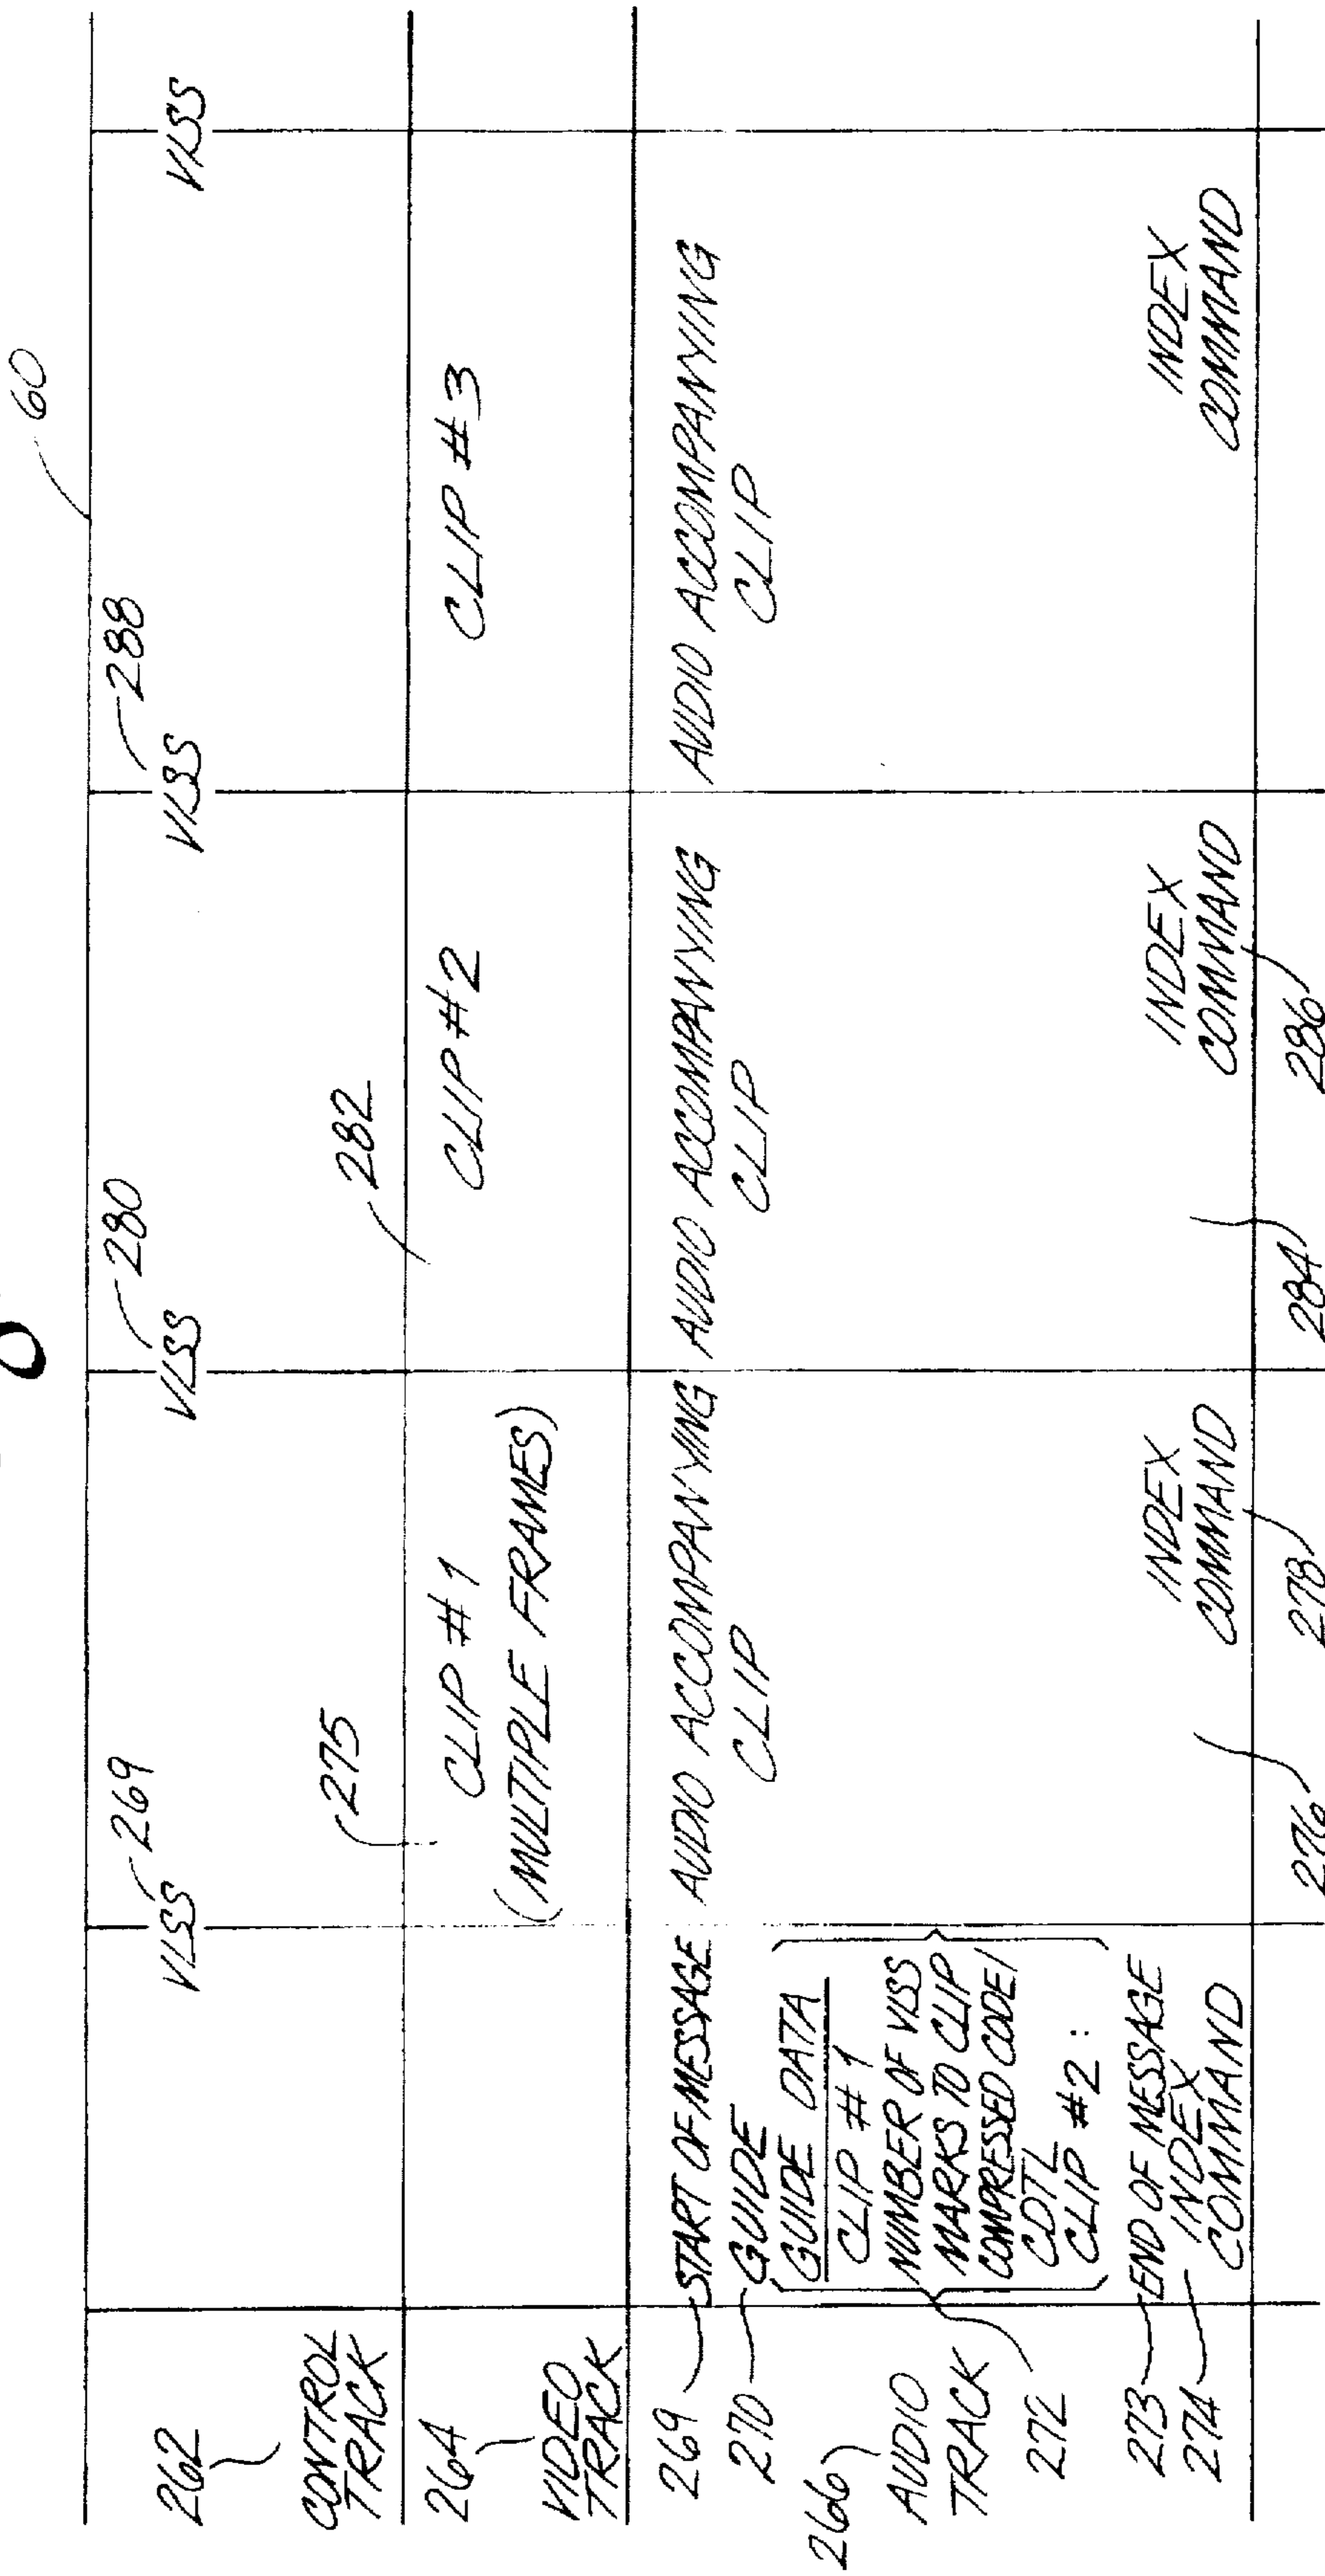 60
VISS 269
VISS 280
VISS 288
VISS
262
CONTROL
TRACK
275
282
264
VIDEO
TRACK
CLIP #1
(MULTIPLE FRAMES)
CLIP #2
CLIP #3
269
START OF MESSAGE
AUDIO ACCOMPANYING
CLIP
AUDIO ACCOMPANYING
CLIP
AUDIO ACCOMPANYING
CLIP
270
GUIDE
266
AUDIO
TRACK
GUIDE DATA
CLIP #1
NUMBER OF VISS
MARKS TO CLIP
COMPRESSED CODE/
CDTL
CLIP #2 :
272
273
END OF MESSAGE
274
INDEX
COMMAND
INDEX
COMMAND
INDEX
COMMAND
INDEX
COMMAND
276
278
284
286